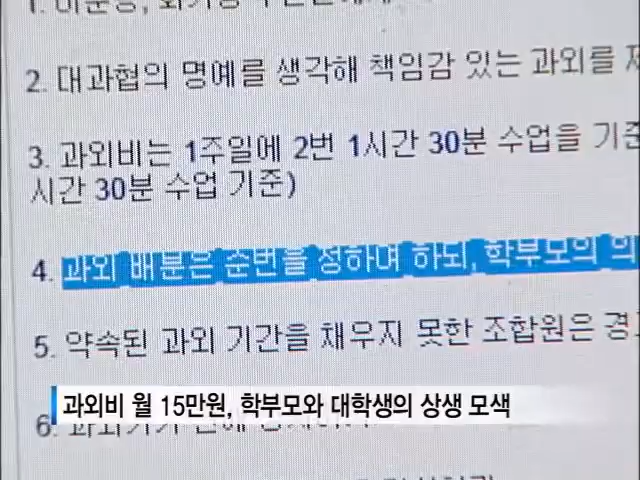 2. 대과협의 명예를 생각해 책임감 있는 과외를
3. 과외비는 1주일에 2번 1시간 30분 수업을
시간 30분 수업 기준)
4. 과외 배분은 순번을 정하며 하되, 학부모의
5. 약속된 과외 기간을 채우지 못한 조합원은
과외비 월 15만원, 학부모와 대학생의 상생 모색
6.